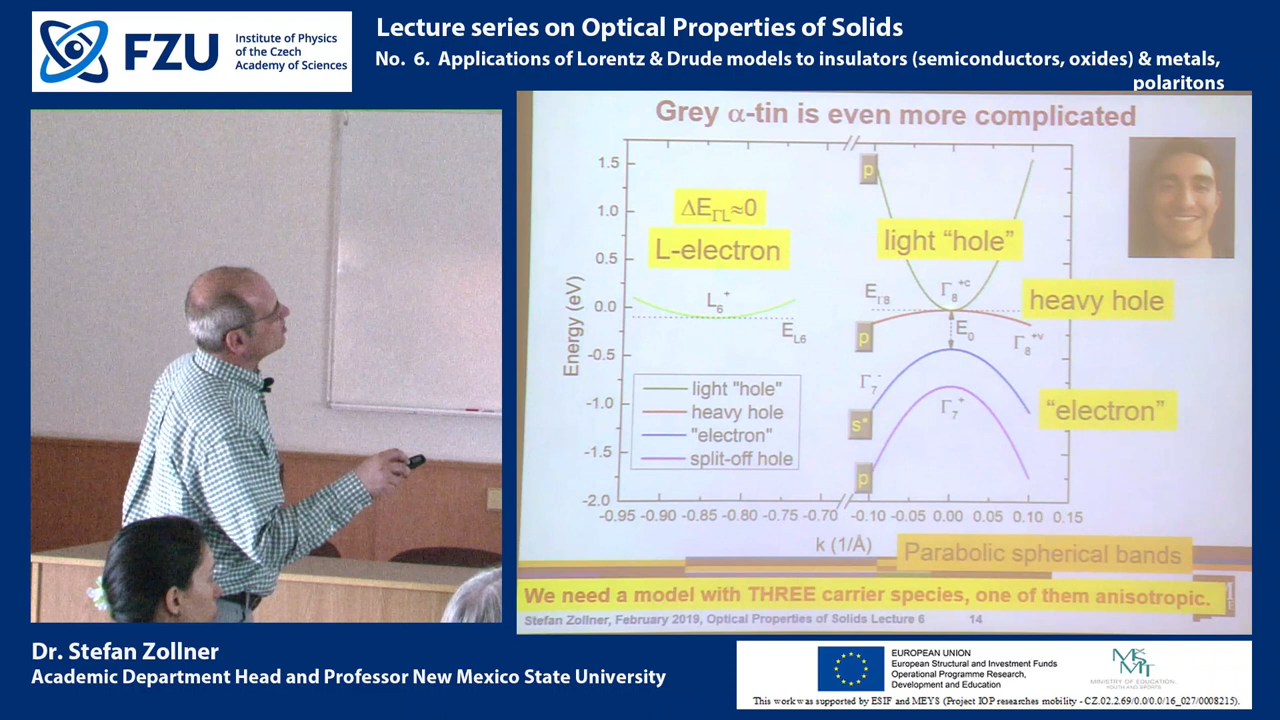 FZU
Institute of Physics
of the Czech
Academy of Sciences
Lecture series on Optical Properties of Solids
No. 6. Applications of Lorentz & Drude models to insulators (semiconductors, oxides) & metals,
polaritons
Grey α-tin is even more complicated
1.5
1.0
0.5
0.0
-0.5
-1.0
-1.5
-2.0
Energy (eV)
ΔE_ΓL≈0
L-electron
L₆⁺
E_L6
p
light "hole"
E_Γ8
Γ₈⁺ᶜ
heavy hole
E₀
p
Γ₈⁺ᵛ
Γ₇⁻
"electron"
Γ₇⁺
s*
p
light "hole"
heavy hole
"electron"
split-off hole
-0.95 -0.90 -0.85 -0.80 -0.75 -0.70 -0.10 -0.05 0.00 0.05 0.10 0.15
k (1/Å)
Parabolic spherical bands
We need a model with THREE carrier species, one of them anisotropic.
Stefan Zollner, February 2019, Optical Properties of Solids Lecture 6 14
Dr. Stefan Zollner
Academic Department Head and Professor New Mexico State University
EUROPEAN UNION
European Structural and Investment Funds
Operational Programme Research,
Development and Education
MINISTRY OF EDUCATION,
YOUTH AND SPORTS
This work was supported by ESIF and MEYS (Project IOP researches mobility - CZ.02.2.69/0.0/0.0/16_027/0008215).